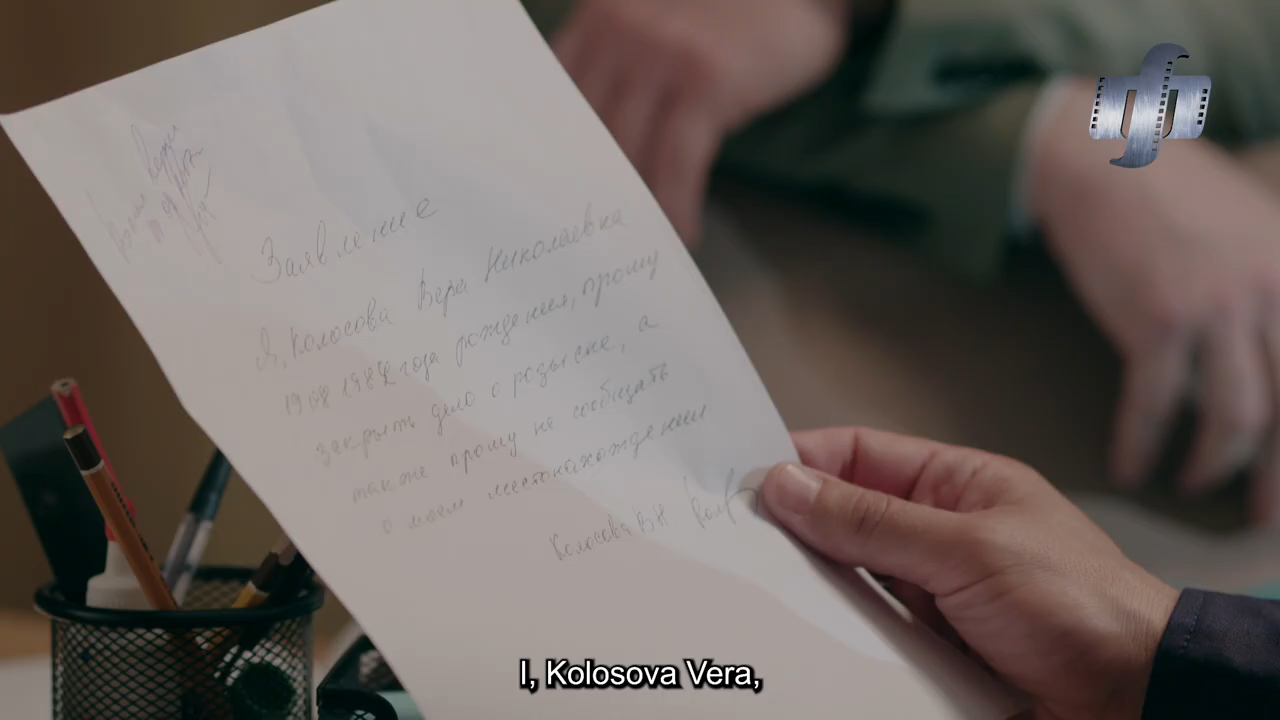 Заявление
Я, Колосова Вера Николаевна
19 08 1982 года рождения, прошу
закрыть дело о розыске, а
также прошу не сообщать
о моем местонахождении
Колосова В Н
I, Kolosova Vera,